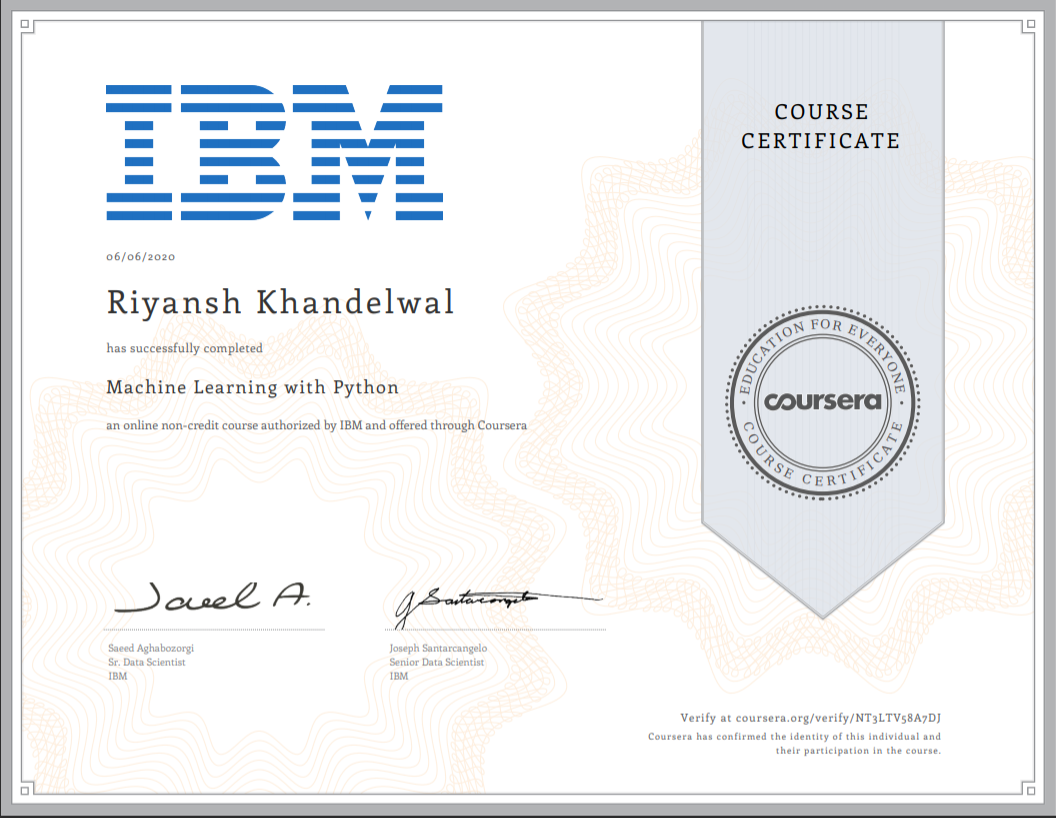 IBM
COURSE
CERTIFICATE
06/06/2020
Riyansh Khandelwal
has successfully completed
Machine Learning with Python
an online non-credit course authorized by IBM and offered through Coursera
EDUCATION FOR EVERYONE
coursera
COURSE CERTIFICATE
Saeed Aghabozorgi
Sr. Data Scientist
IBM
Joseph Santarcangelo
Senior Data Scientist
IBM
Verify at coursera.org/verify/NT3LTV58A7DJ
Coursera has confirmed the identity of this individual and
their participation in the course.